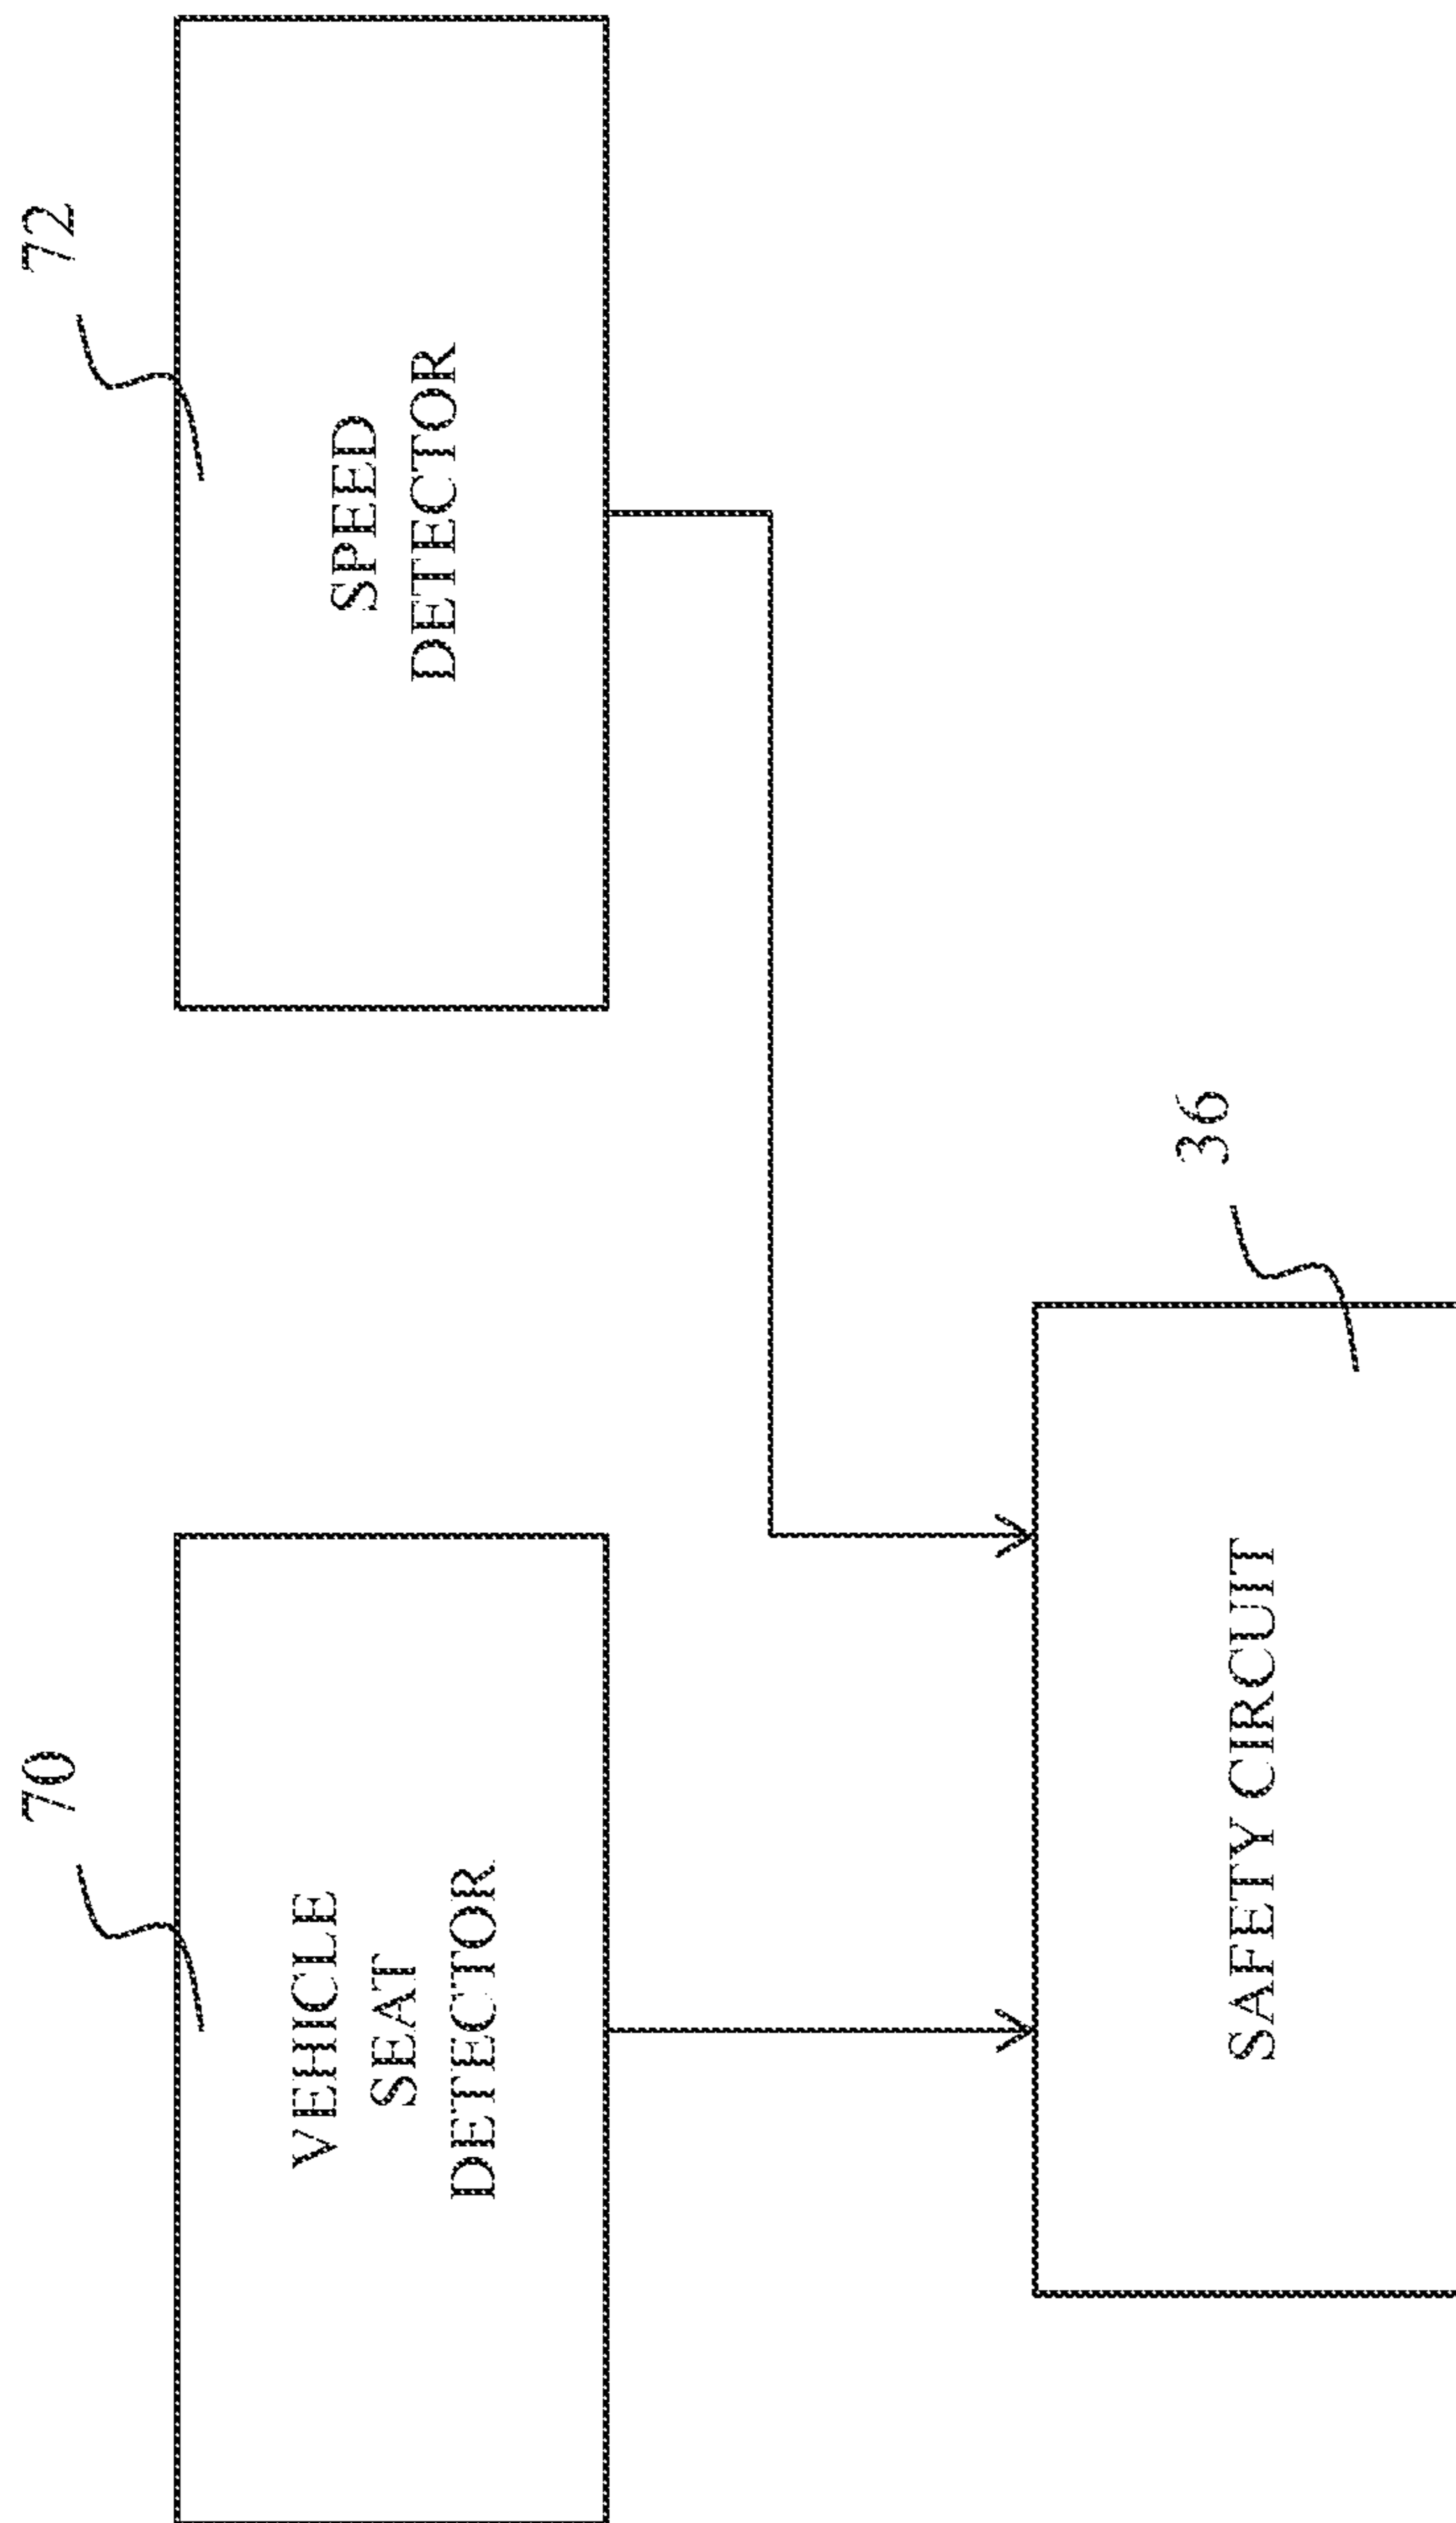 70
VEHICLE
SEAT
DETECTOR
72
SPEED
DETECTOR
36
SAFETY CIRCUIT